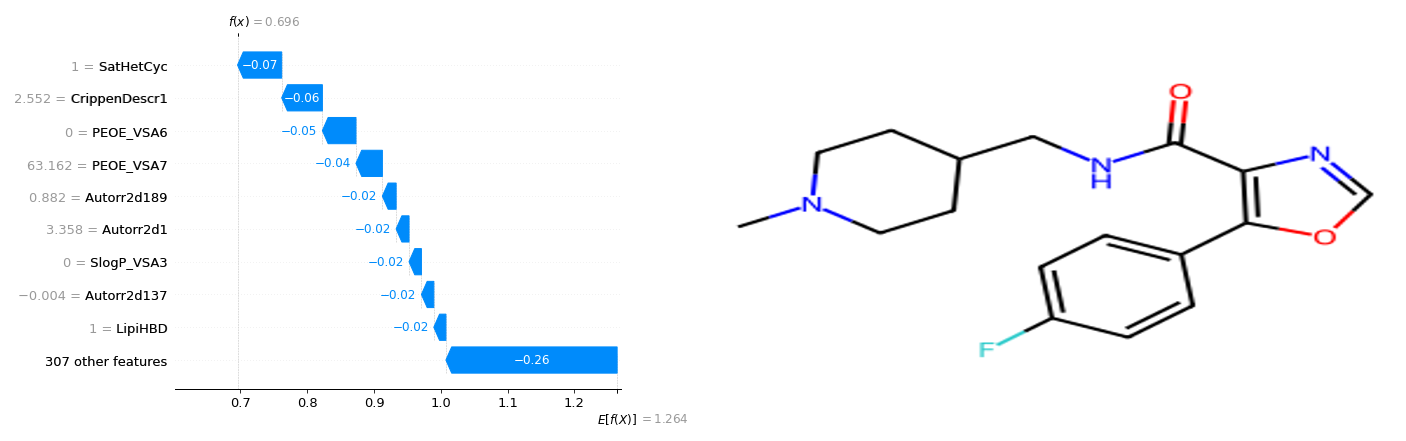 f(x) = 0.696
1 = SatHetCyc −0.07
2.552 = CrippenDescr1 −0.06
0 = PEOE_VSA6 −0.05
63.162 = PEOE_VSA7 −0.04
0.882 = Autorr2d189 −0.02
3.358 = Autorr2d1 −0.02
0 = SlogP_VSA3 −0.02
−0.004 = Autorr2d137 −0.02
1 = LipiHBD −0.02
307 other features −0.26
0.7 0.8 0.9 1.0 1.1 1.2
E[f(X)] = 1.264
O
N
N
H
N
O
F